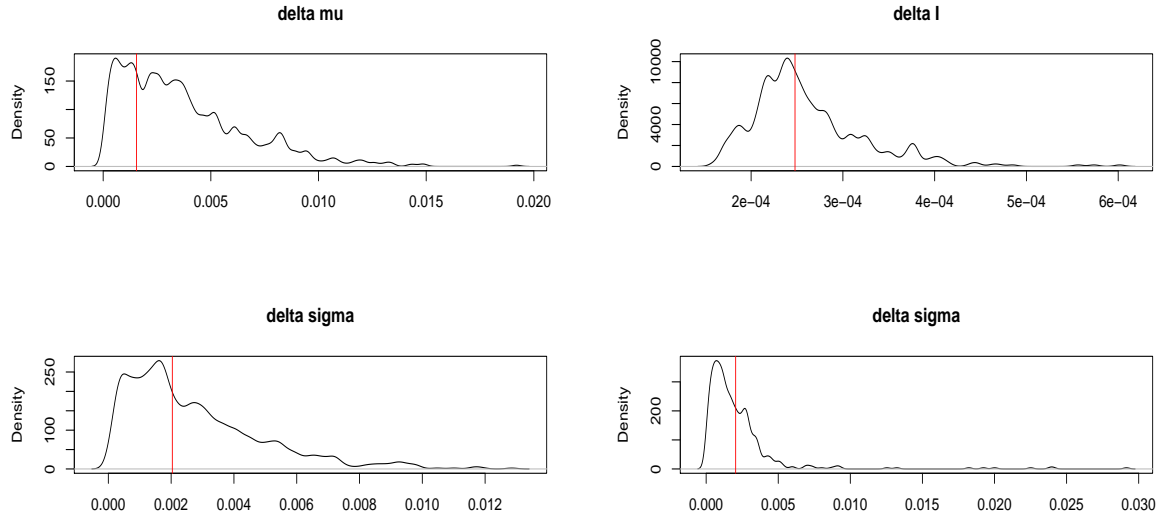 delta mu
Density
0 50 150
0.000 0.005 0.010 0.015 0.020
delta I
Density
0 4000 10000
2e−04 3e−04 4e−04 5e−04 6e−04
delta sigma
Density
0 100 250
0.000 0.002 0.004 0.006 0.008 0.010 0.012
delta sigma
Density
0 200
0.000 0.005 0.010 0.015 0.020 0.025 0.030